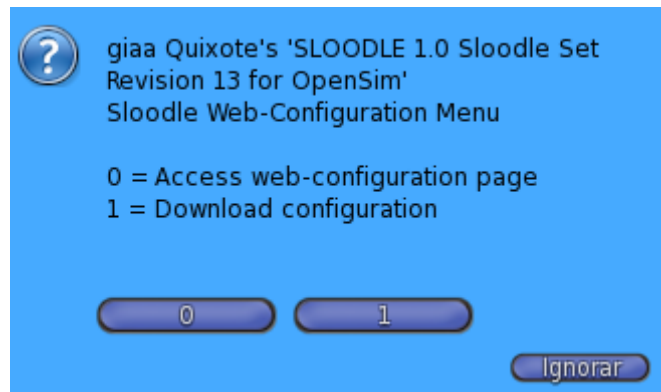 giaa Quixote's 'SLOODLE 1.0 Sloodle Set
Revision 13 for OpenSim'
Sloodle Web-Configuration Menu
0 = Access web-configuration page
1 = Download configuration
0 1
Ignorar